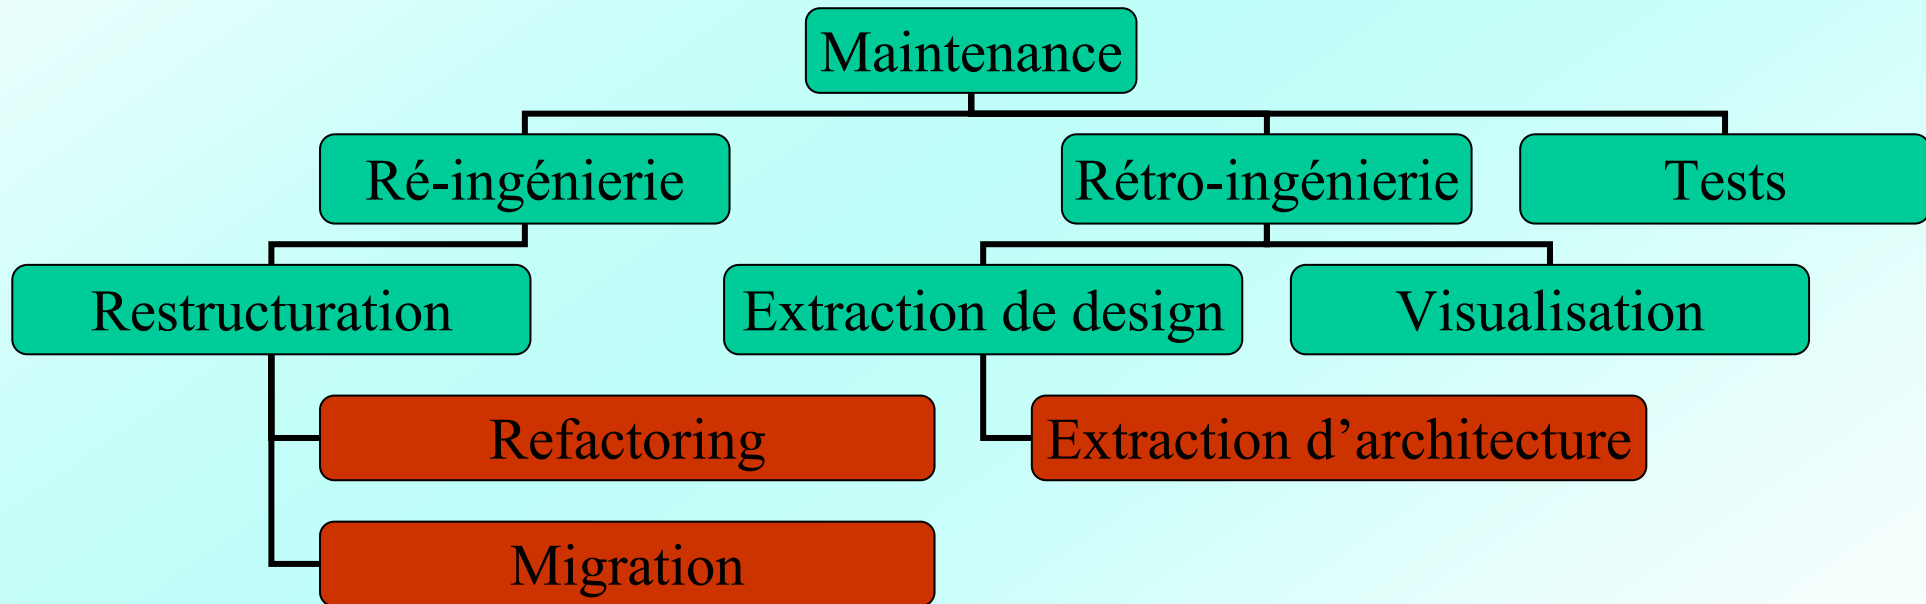 Maintenance
Ré-ingénierie
Rétro-ingénierie
Tests
Restructuration
Extraction de design
Visualisation
Refactoring
Extraction d’architecture
Migration